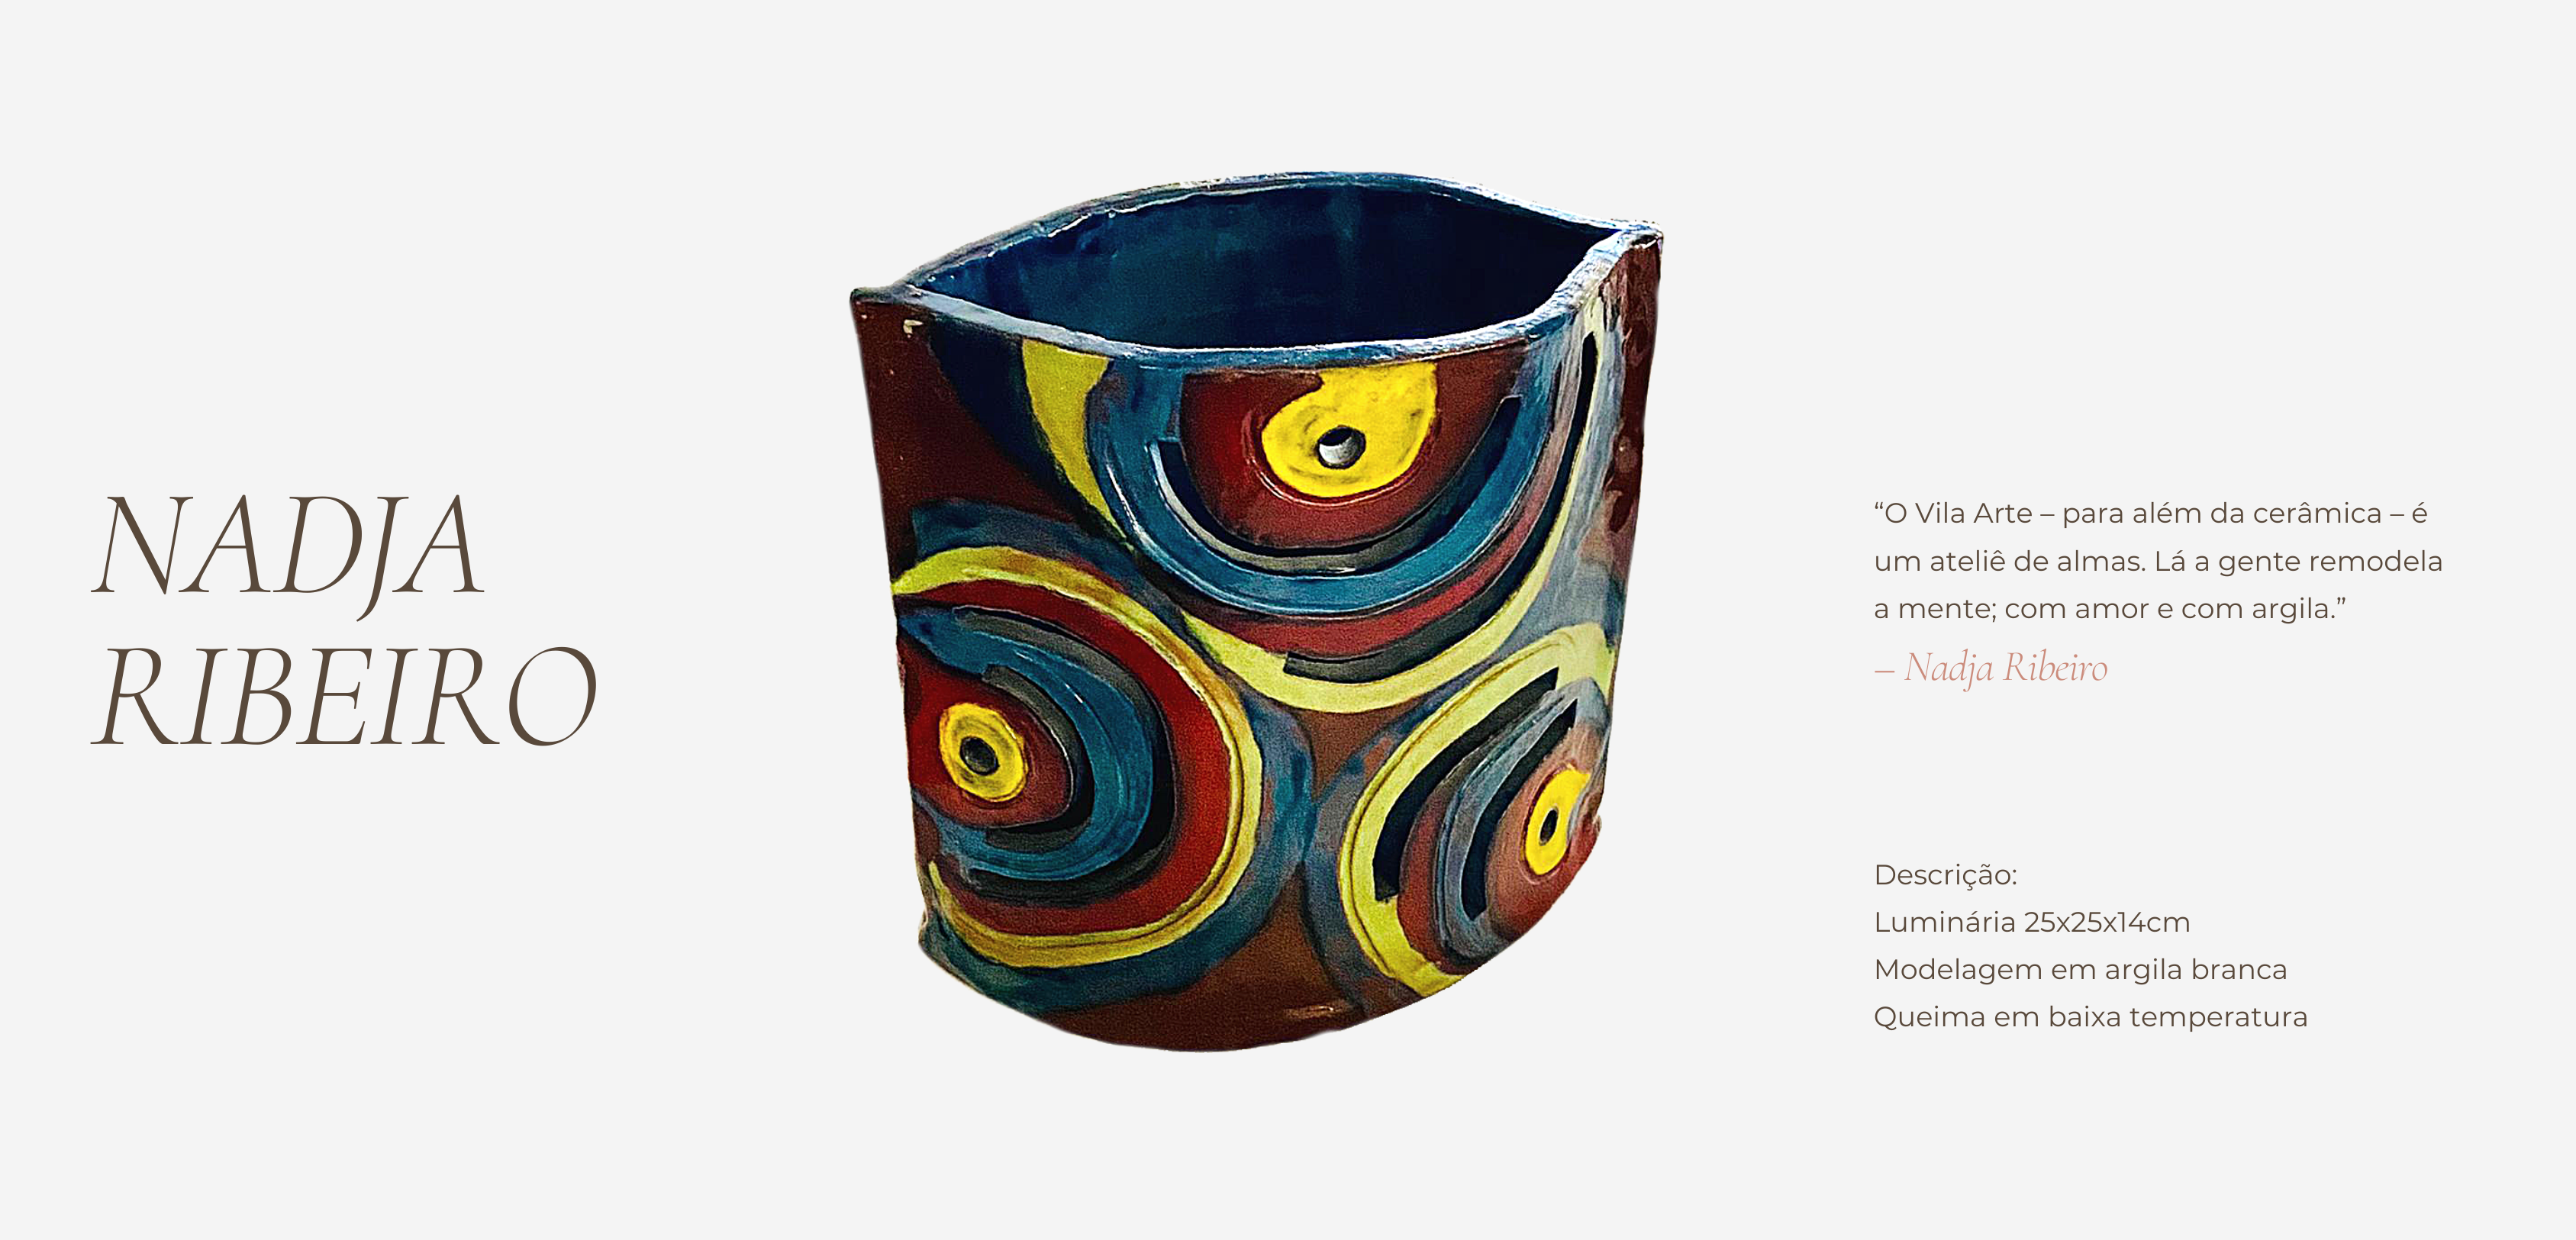 NADJA
RIBEIRO
“O Vila Arte – para além da cerâmica – é
um ateliê de almas. Lá a gente remodela
a mente; com amor e com argila.”
– Nadja Ribeiro
Descrição:
Luminária 25x25x14cm
Modelagem em argila branca
Queima em baixa temperatura